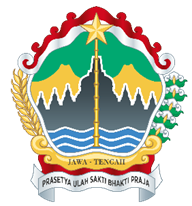 JAWA - TENGAH
PRASETYA ULAH SAKTI BHAKTI PRAJA